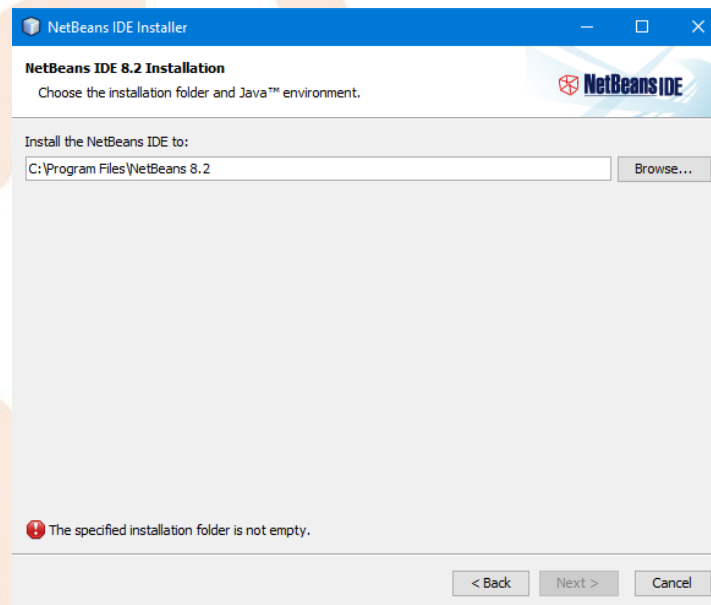 NetBeans IDE Installer
NetBeans IDE 8.2 Installation
Choose the installation folder and Java™ environment.
NetBeans IDE
Install the NetBeans IDE to:
C:\Program Files\NetBeans 8.2
Browse...
The specified installation folder is not empty.
< Back
Next >
Cancel